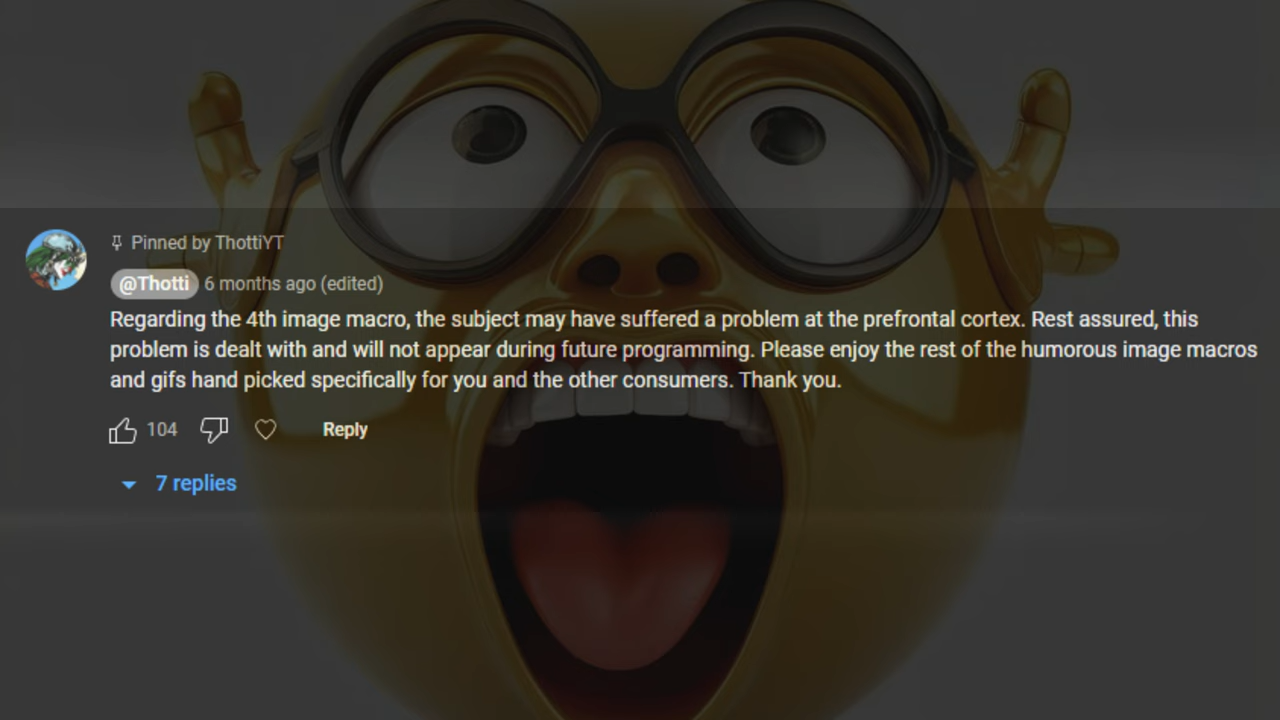 Pinned by ThottiYT
@Thotti 6 months ago (edited)
Regarding the 4th image macro, the subject may have suffered a problem at the prefrontal cortex. Rest assured, this
problem is dealt with and will not appear during future programming. Please enjoy the rest of the humorous image macros
and gifs hand picked specifically for you and the other consumers. Thank you.
104 Reply
7 replies